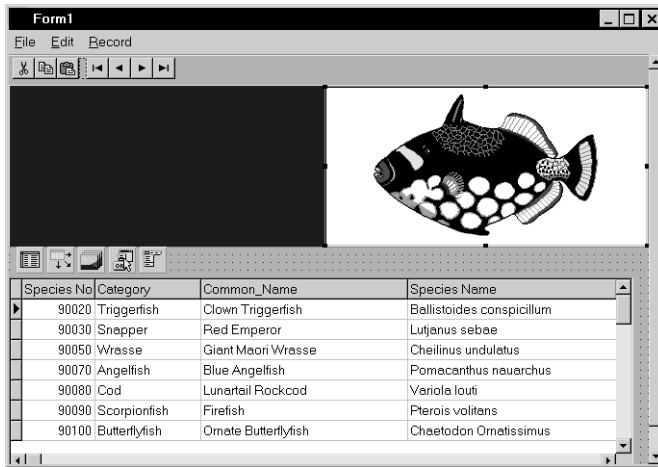 Form1
File Edit Record
Species No Category Common_Name Species Name
90020 Triggerfish Clown Triggerfish Ballistoides conspicillum
90030 Snapper Red Emperor Lutjanus sebae
90050 Wrasse Giant Maori Wrasse Cheilinus undulatus
90070 Angelfish Blue Angelfish Pomacanthus nauarchus
90080 Cod Lunartail Rockcod Variola louti
90090 Scorpionfish Firefish Pterois volitans
90100 Butterflyfish Ornate Butterflyfish Chaetodon Ornatissimus